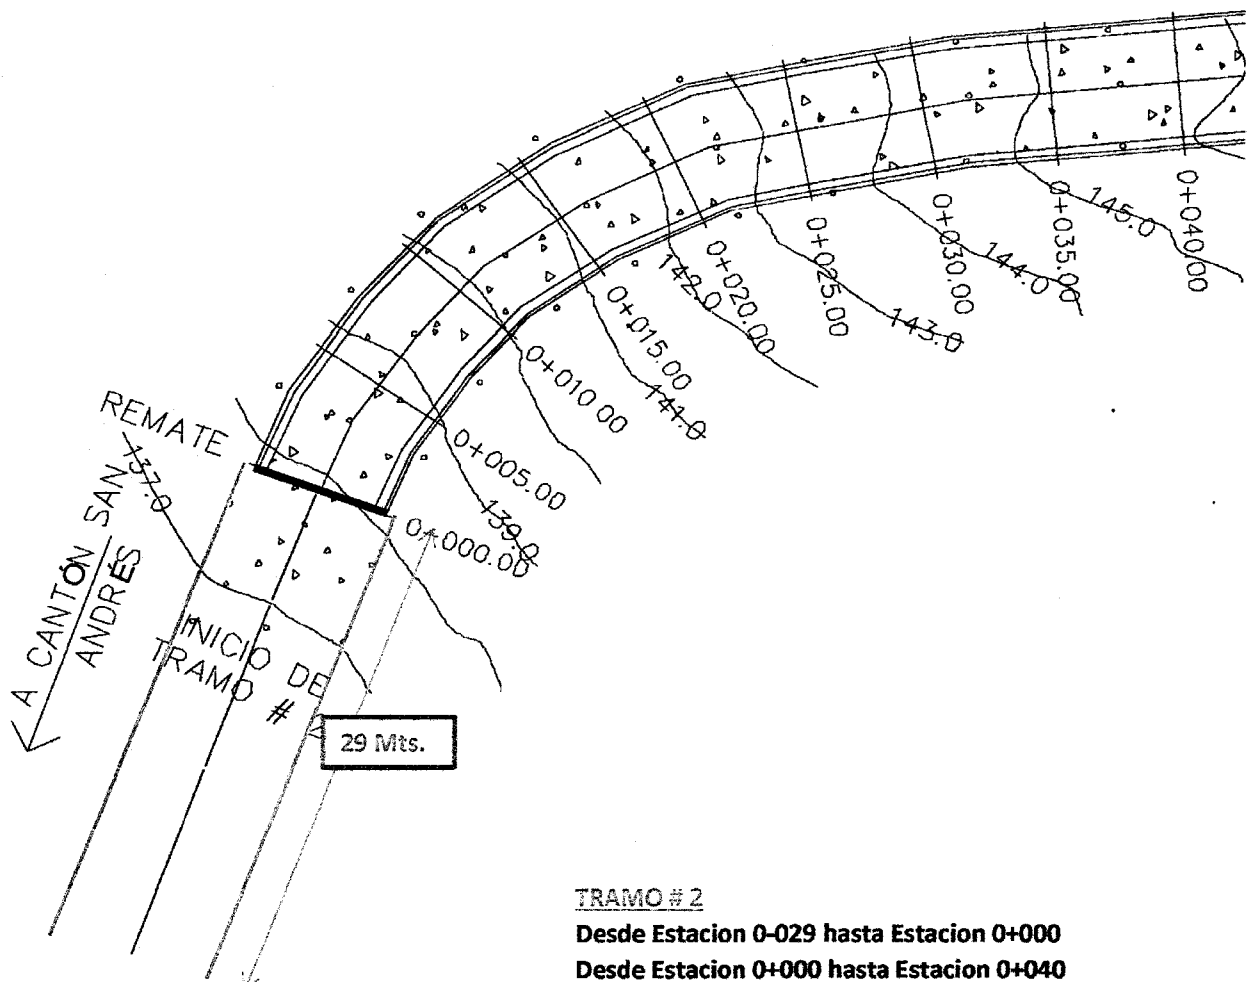 REMATE
137.0
A CANTÓN SAN
ANDRÉS
INICIO DE
TRAMO #
29 Mts.
0+000.00
139.0
0+005.00
0+010.00
141.0
0+015.00
142.0
0+020.00
143.0
0+025.00
144.0
0+030.00
0+035.00
145.0
0+040.00
TRAMO # 2
Desde Estacion 0-029 hasta Estacion 0+000
Desde Estacion 0+000 hasta Estacion 0+040